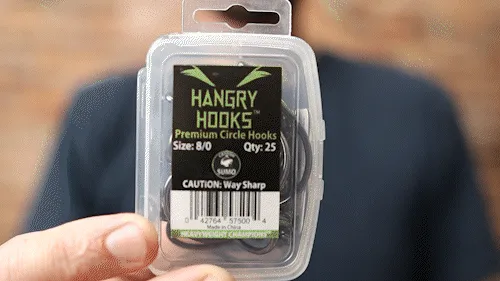 HANGRY
HOOKS™
Premium Circle Hooks
Size: 8/0 Qty: 25
SUMO
CAUTION: Way Sharp
0 42764 57500 4
Made in China
HEAVYWEIGHT CHAMPIONS